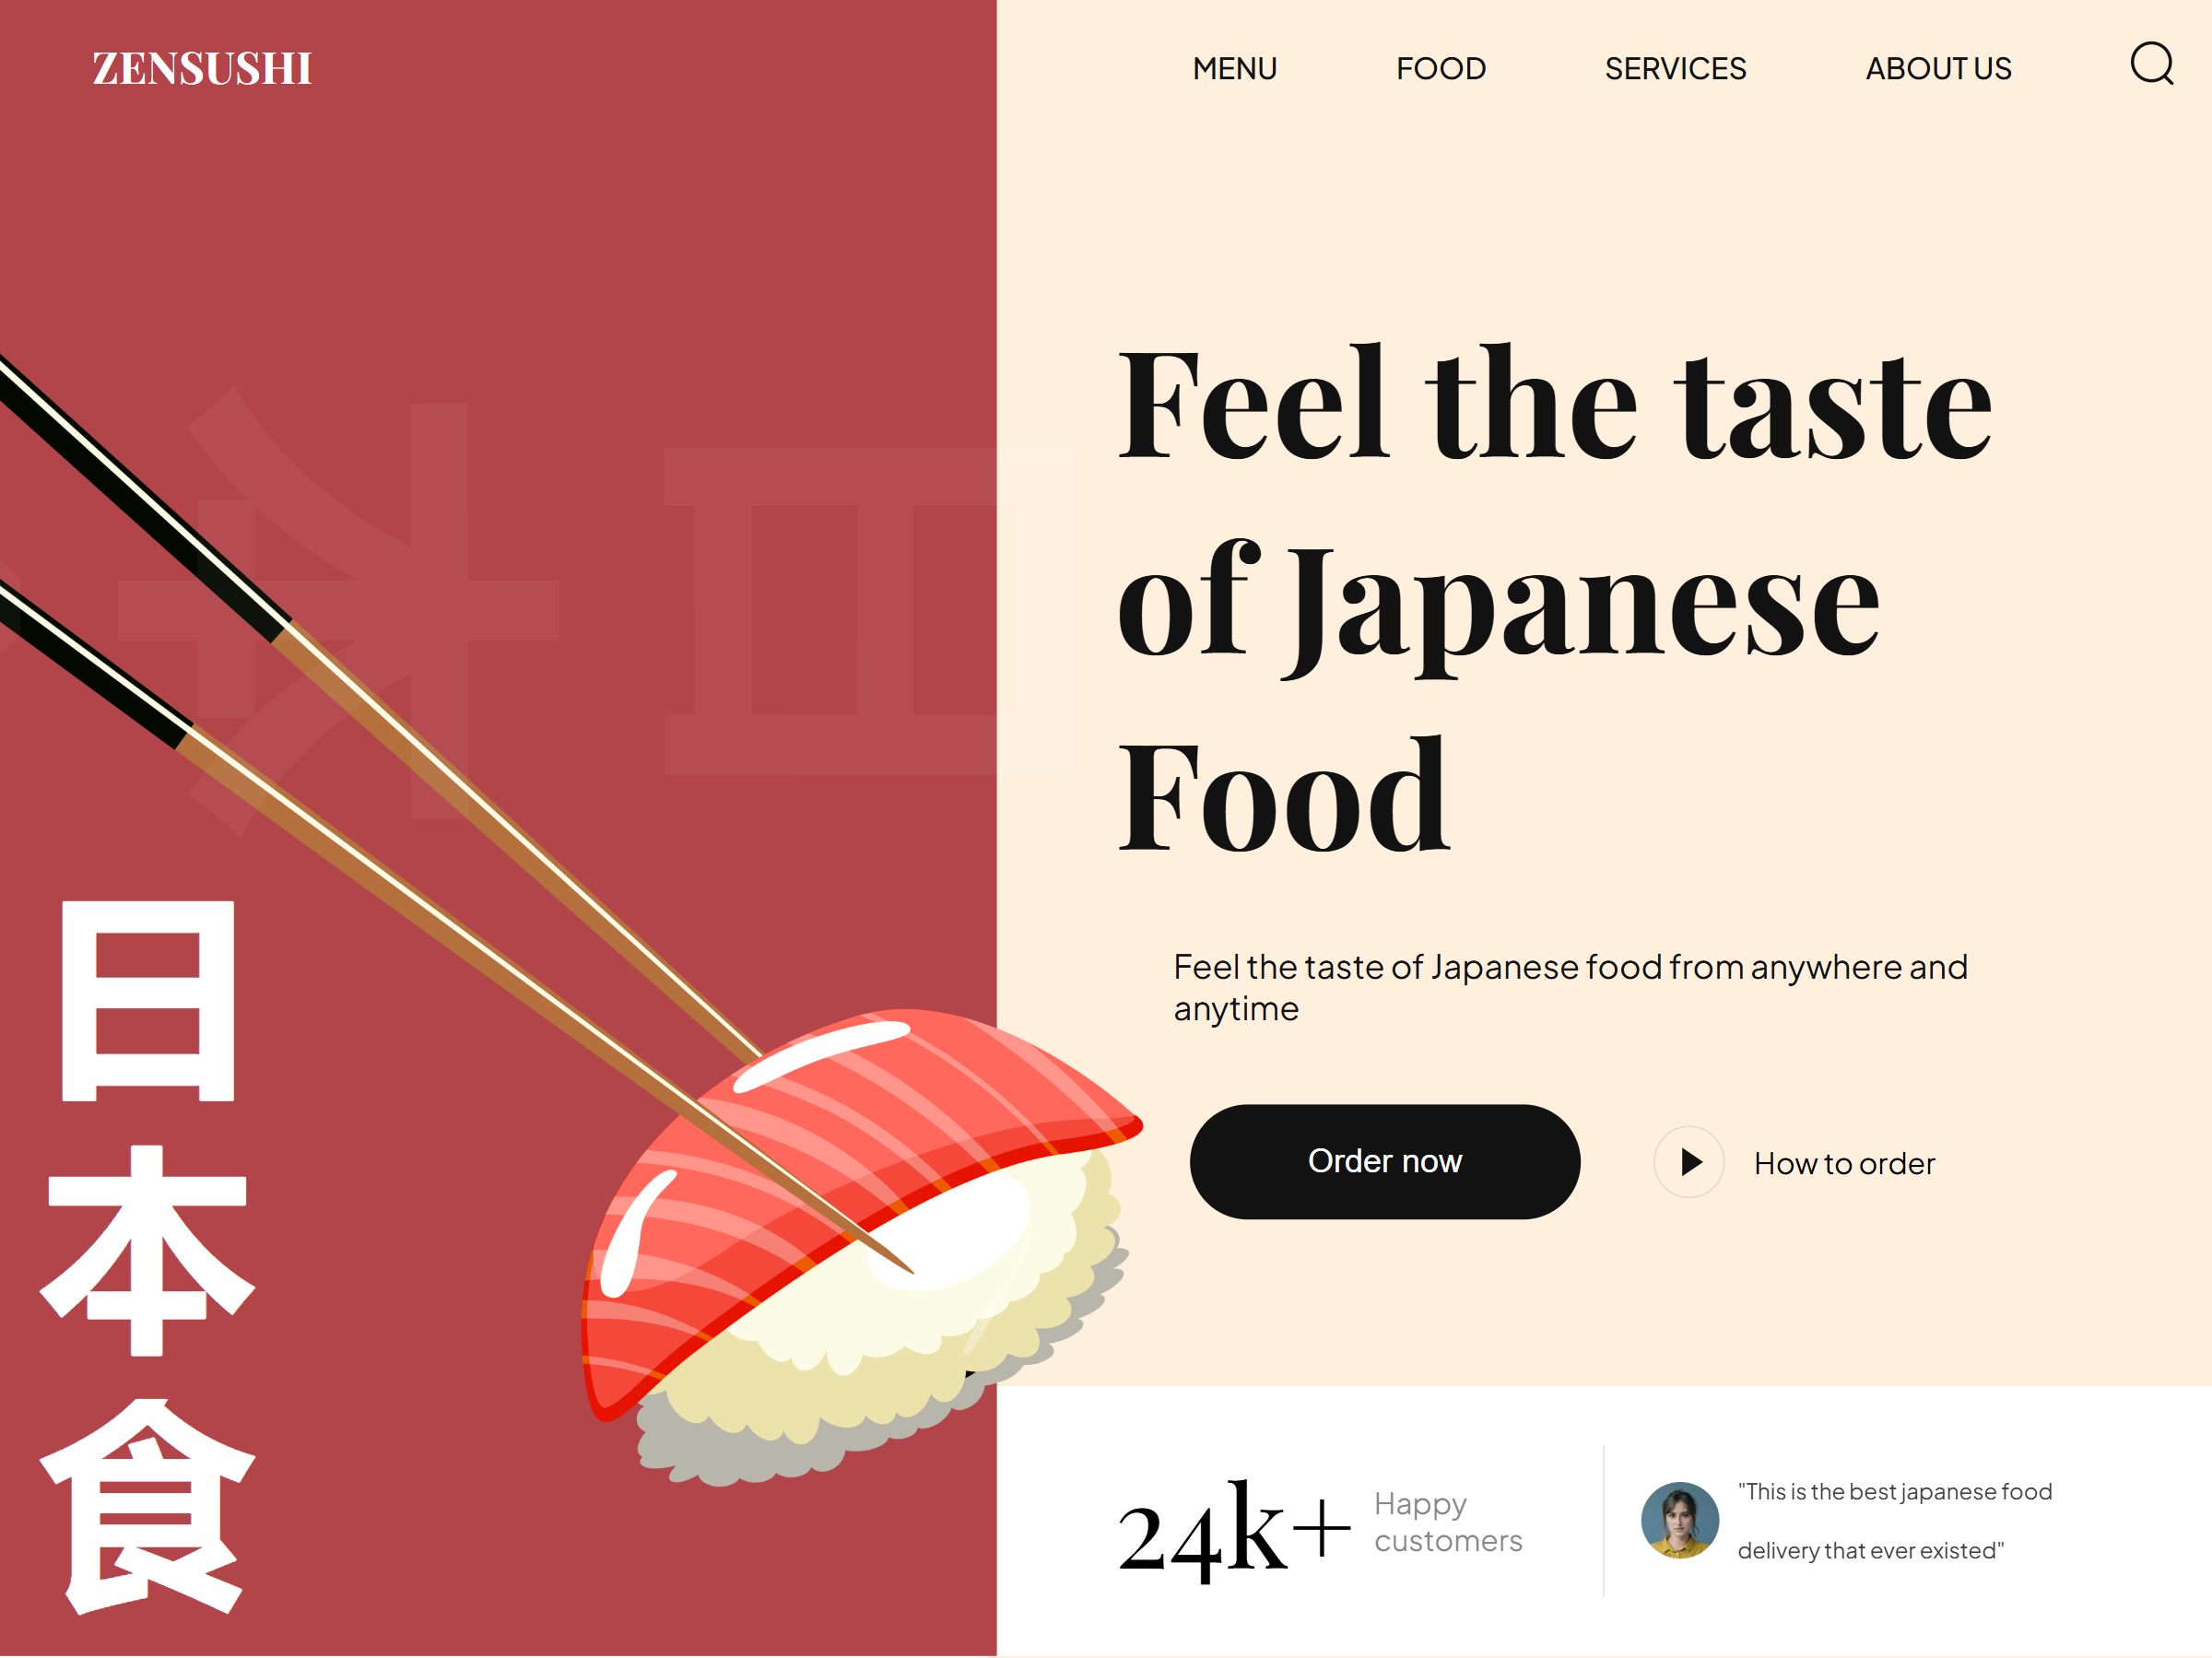 ZENSUSHI
MENU
FOOD
SERVICES
ABOUT US
Feel the taste
of Japanese
Food
Feel the taste of Japanese food from anywhere and
anytime
Order now
How to order
日
本
食
24k+
Happy
customers
"This is the best japanese food
delivery that ever existed"